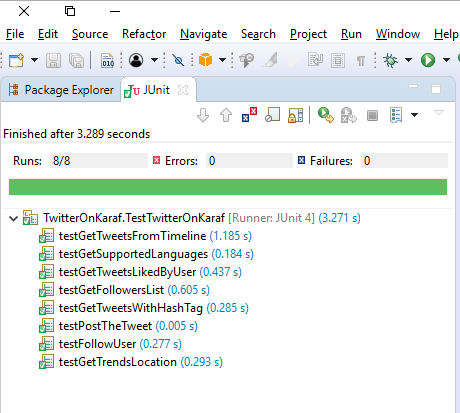 File Edit Source Refactor Navigate Search Project Run Window Help
010
Package Explorer JUnit
Finished after 3.289 seconds
Runs: 8/8 Errors: 0 Failures: 0
TwitterOnKaraf.TestTwitterOnKaraf [Runner: JUnit 4] (3.271 s)
testGetTweetsFromTimeline (1.185 s)
testGetSupportedLanguages (0.184 s)
testGetTweetsLikedByUser (0.437 s)
testGetFollowersList (0.605 s)
testGetTweetsWithHashTag (0.285 s)
testPostTheTweet (0.005 s)
testFollowUser (0.277 s)
testGetTrendsLocation (0.293 s)